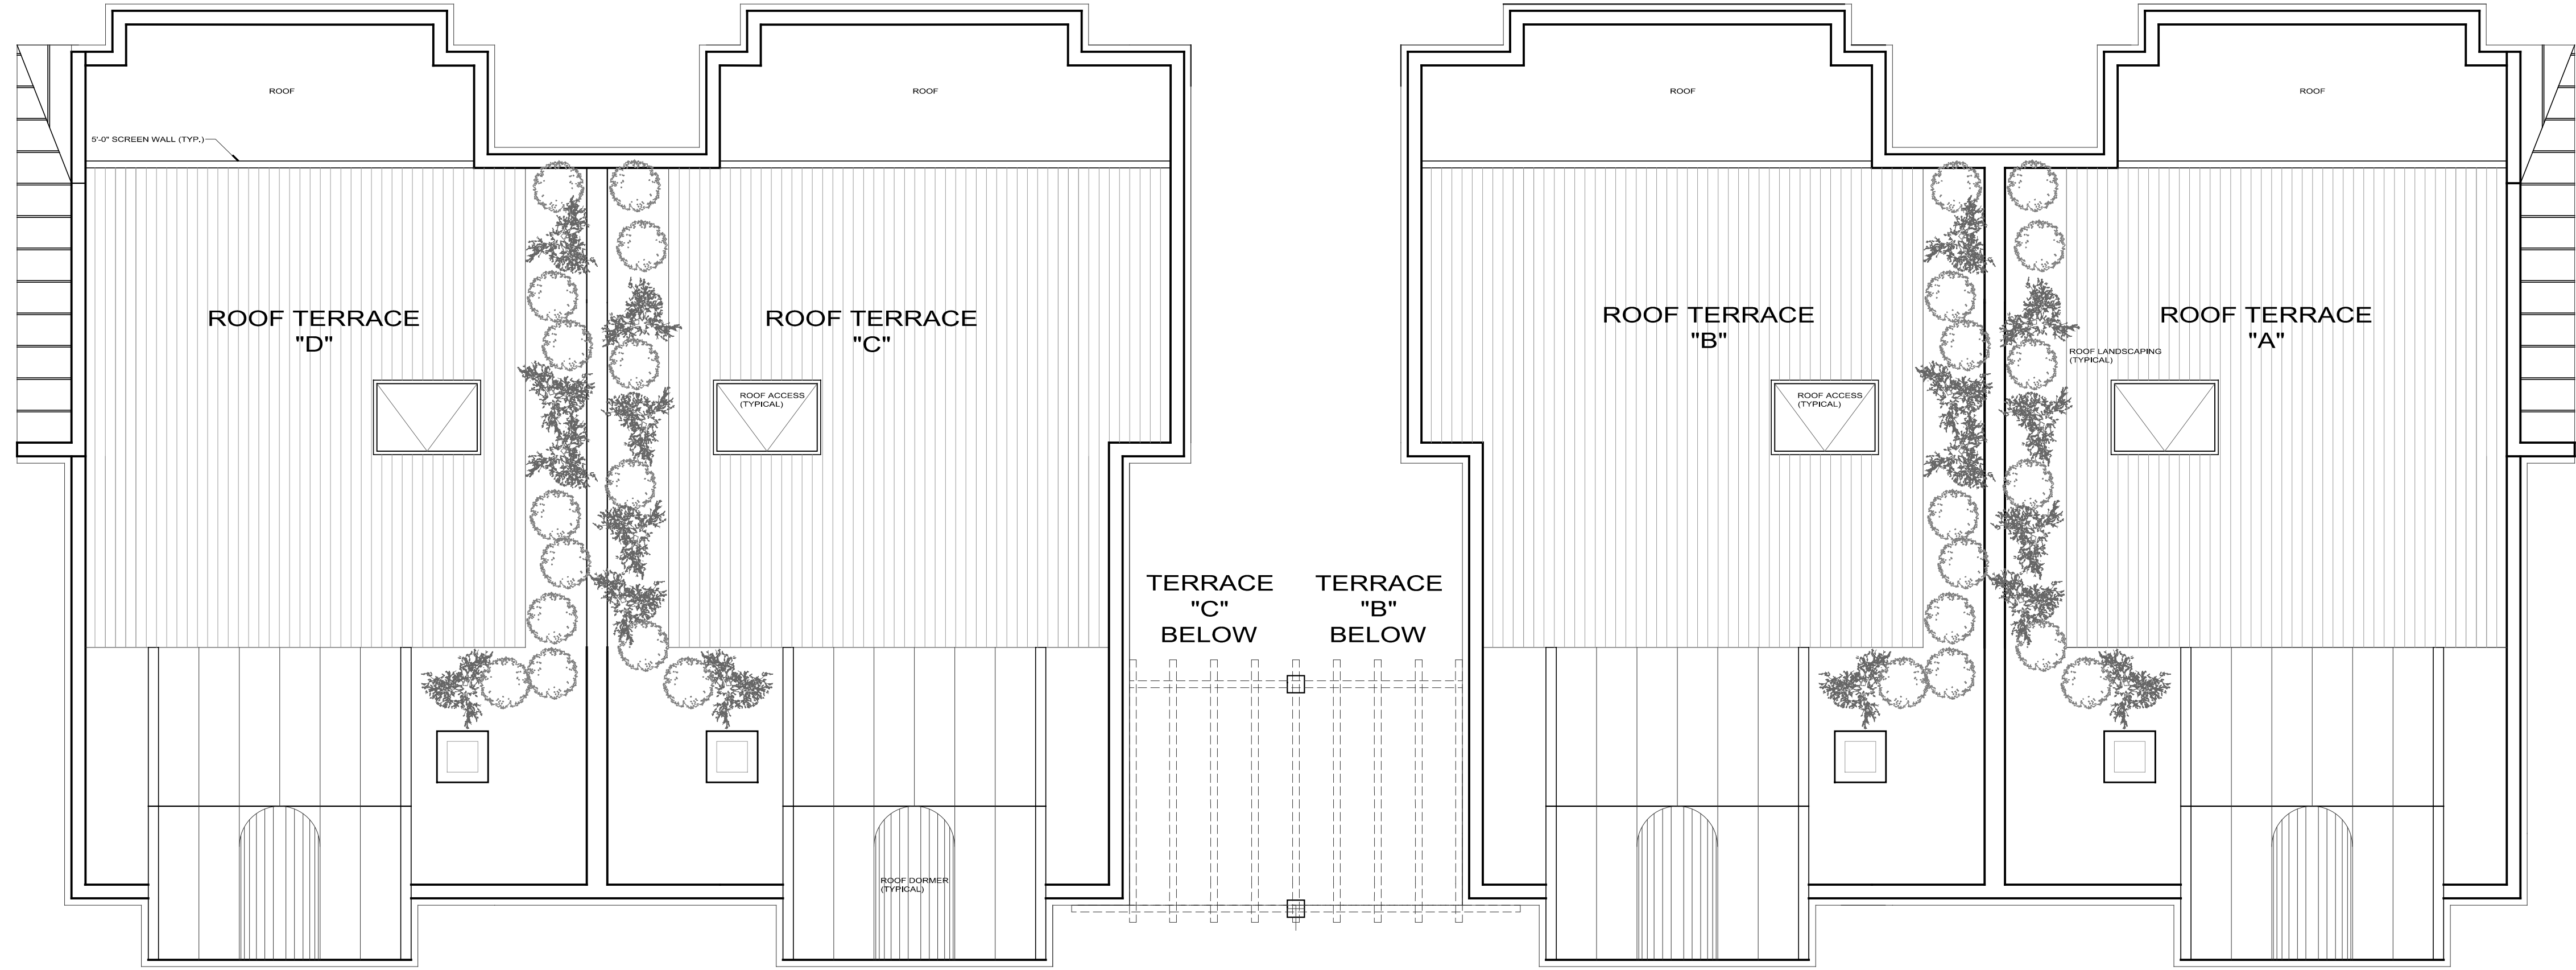 ROOF
ROOF
ROOF
ROOF
5'-0" SCREEN WALL (TYP.)
ROOF TERRACE
"D"
ROOF TERRACE
"C"
ROOF TERRACE
"B"
ROOF TERRACE
"A"
ROOF LANDSCAPING
(TYPICAL)
ROOF ACCESS
(TYPICAL)
ROOF ACCESS
(TYPICAL)
TERRACE
"C"
BELOW
TERRACE
"B"
BELOW
ROOF DORMER
(TYPICAL)